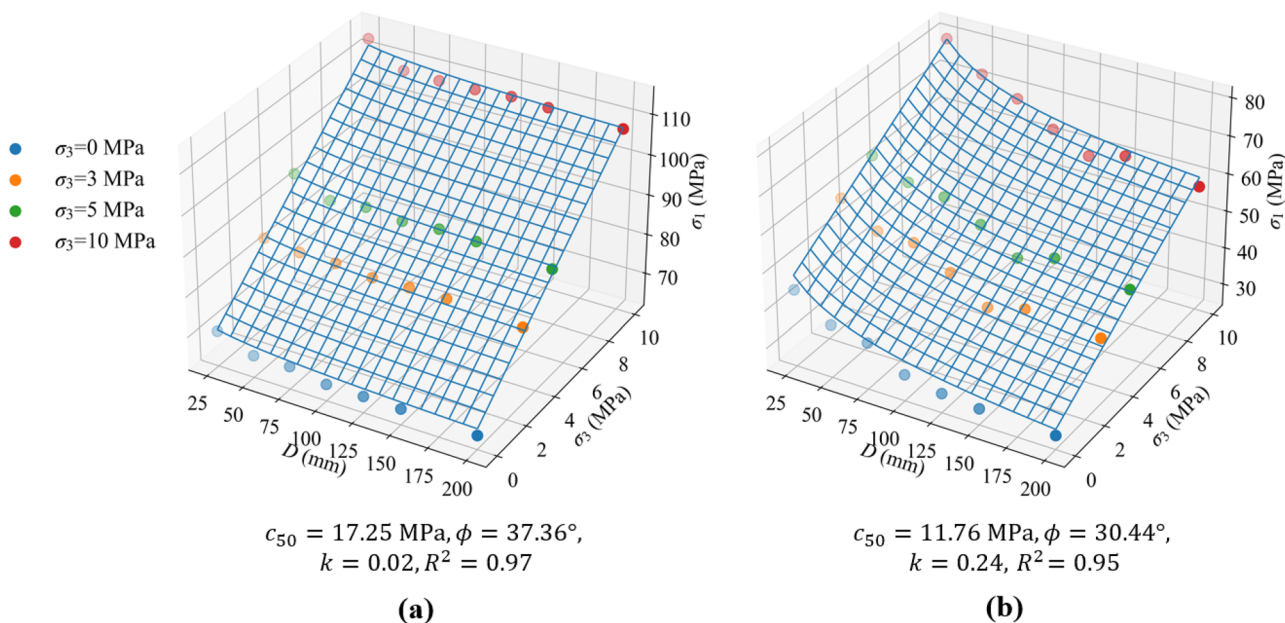 σ₃=0 MPa
σ₃=3 MPa
σ₃=5 MPa
σ₃=10 MPa
110
100
90
80
70
σ₁ (MPa)
10
8
6
4
2
0
σ₃ (MPa)
25
50
75
100
125
150
175
200
D (mm)
80
70
60
50
40
30
σ₁ (MPa)
10
8
6
4
2
0
σ₃ (MPa)
25
50
75
100
125
150
175
200
D (mm)
c₅₀ = 17.25 MPa, ϕ = 37.36°,
k = 0.02, R² = 0.97
(a)
c₅₀ = 11.76 MPa, ϕ = 30.44°,
k = 0.24, R² = 0.95
(b)